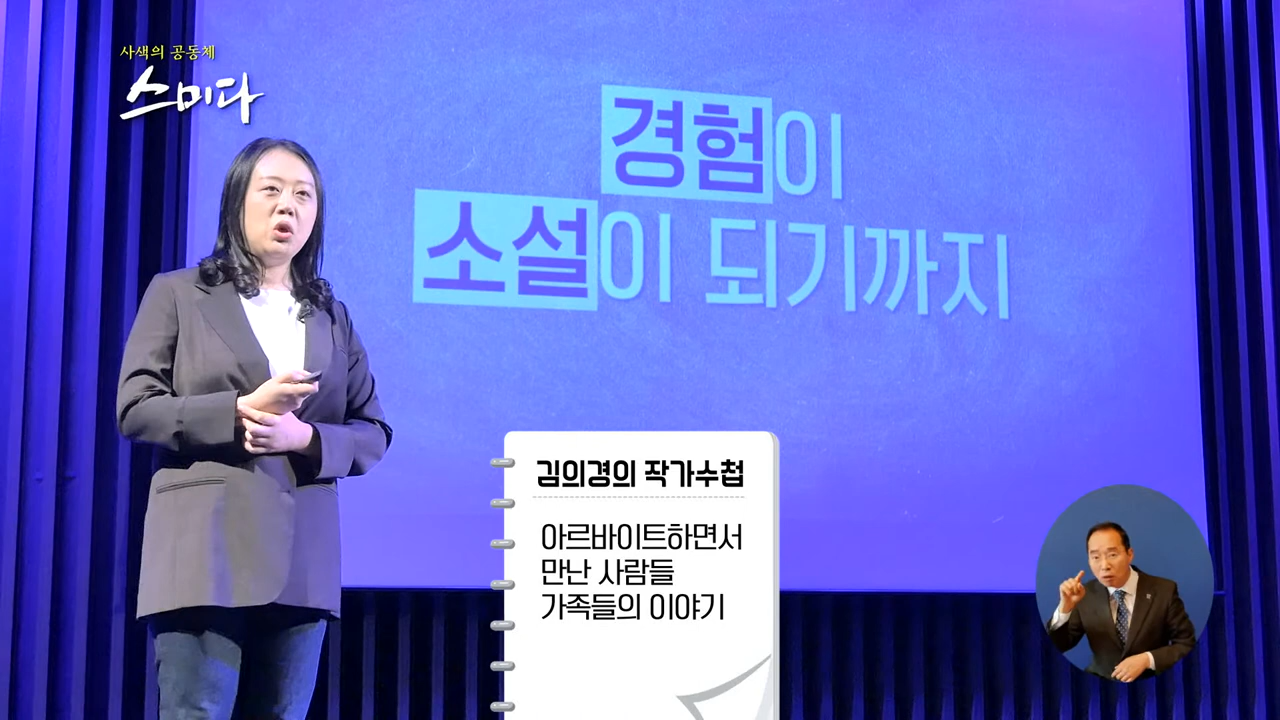 사색의 공동체
스미다
경험이
소설이 되기까지
김의경의 작가수첩
아르바이트하면서
만난 사람들
가족들의 이야기